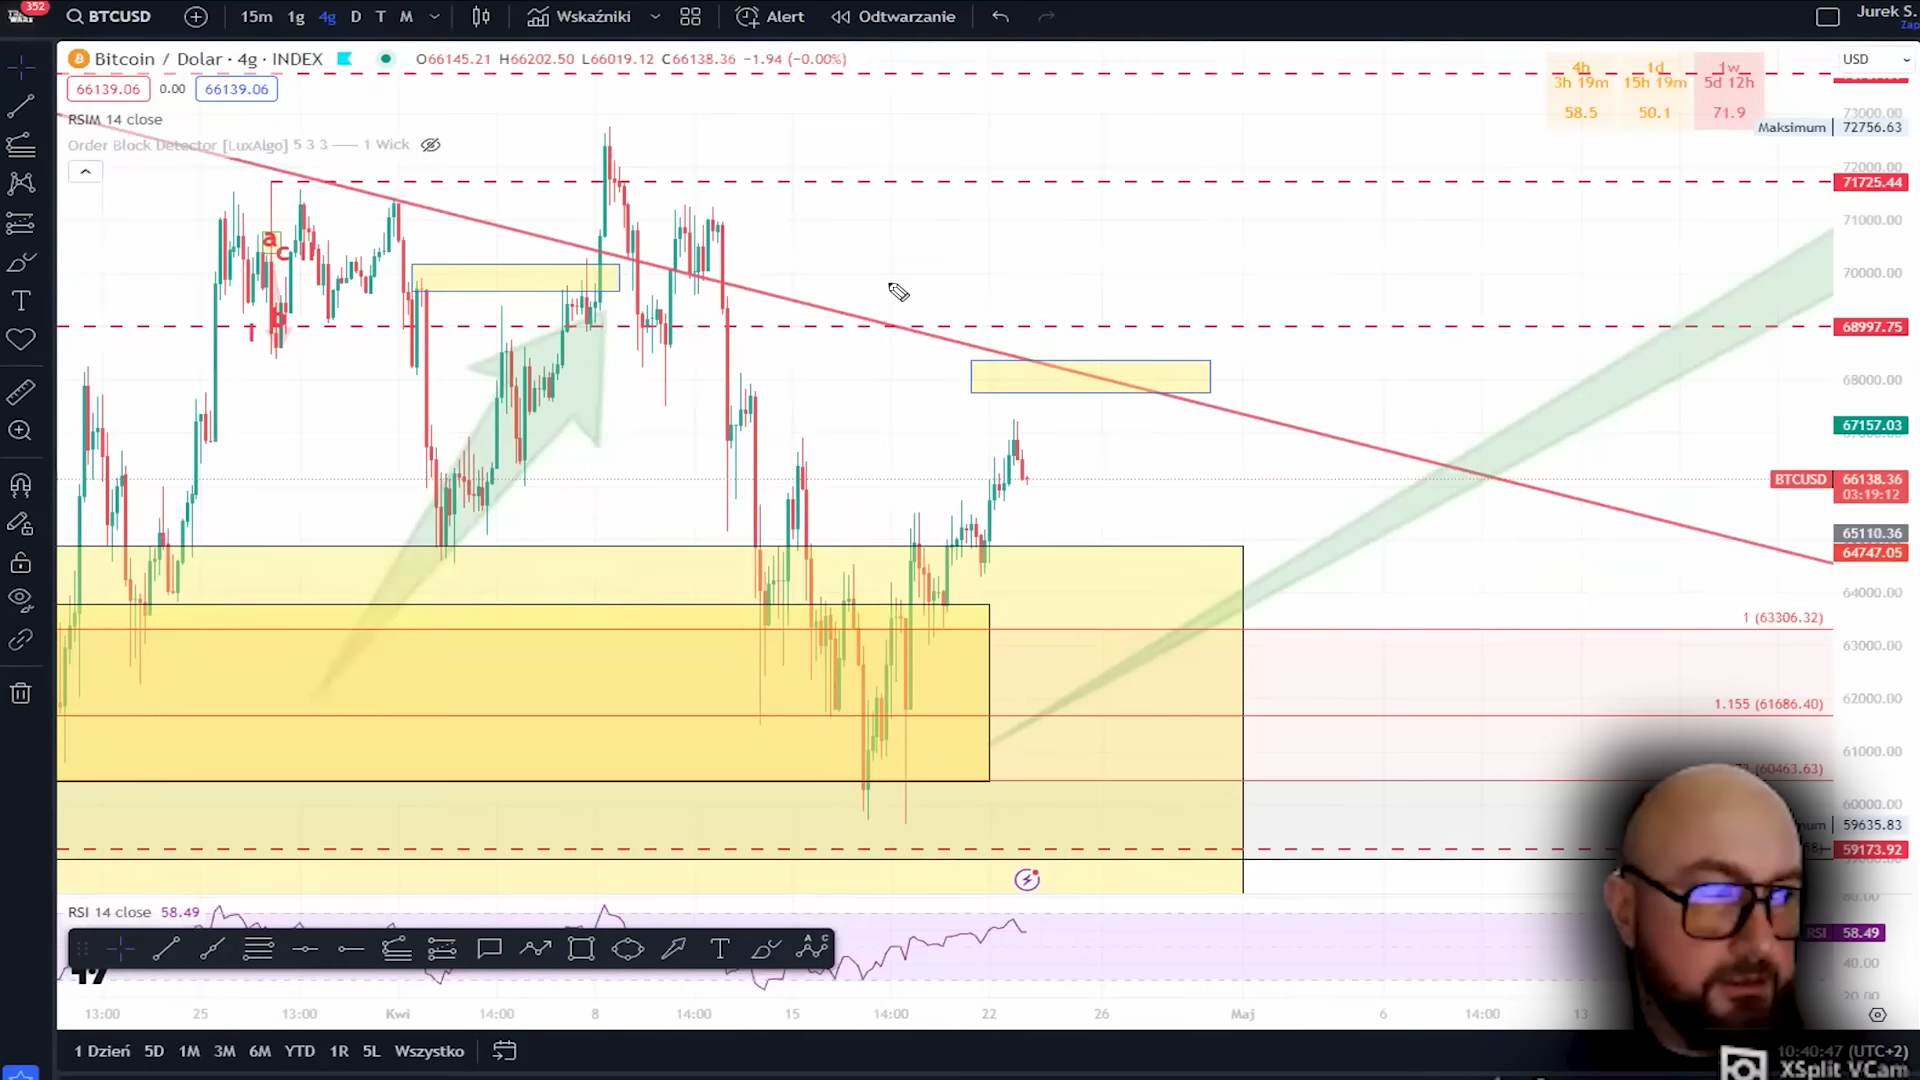 352
BTCUSD
15m 1g 4g D T M
Wskaźniki
Alert
Odtwarzanie
Jurek S.
Bitcoin / Dolar · 4g · INDEX
O66145.21 H66202.50 L66019.12 C66138.36 −1.94 (−0.00%)
66139.06 0.00 66139.06
RSIM 14 close
Order Block Detector [LuxAlgo] 5 3 3 1 Wick
4h 1d 1w
3h 19m 15h 19m 5d 12h
58.5 50.1 71.9
USD
73000.00
Maksimum 72756.63
72000.00
71725.44
71000.00
70000.00
68997.75
68000.00
67157.03
BTCUSD 66138.36
03:19:12
65110.36
64747.05
64000.00
63000.00
62000.00
61000.00
60000.00
59635.83
59173.92
a
c
b
1 (63306.32)
1.155 (61686.40)
(60463.63)
RSI 14 close 58.49
RSI 58.49
40.00
20.00
13:00 25 13:00 Kwi 14:00 8 14:00 15 14:00 22 26 Maj 6 14:00 13
1 Dzień 5D 1M 3M 6M YTD 1R 5L Wszystko
10:40:47 (UTC+2)
XSplit VCam